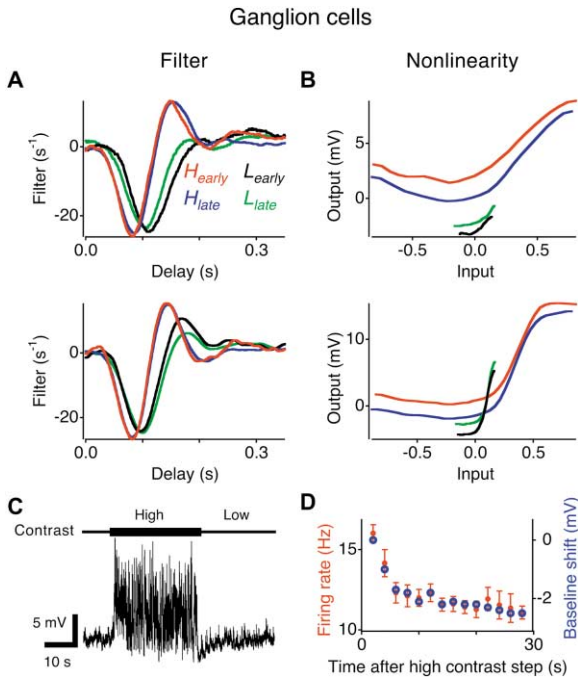 Ganglion cells
A
Filter
Filter (s⁻¹)
0
-20
H_early
L_early
H_late
L_late
0.0
0.3
Delay (s)
B
Nonlinearity
Output (mV)
5
0
-0.5
0.0
0.5
Input
Filter (s⁻¹)
0
-20
0.0
0.3
Delay (s)
Output (mV)
10
0
-0.5
0.0
0.5
Input
C
Contrast
High
Low
5 mV
10 s
D
Firing rate (Hz)
15
10
0
-2
Baseline shift (mV)
0
30
Time after high contrast step (s)